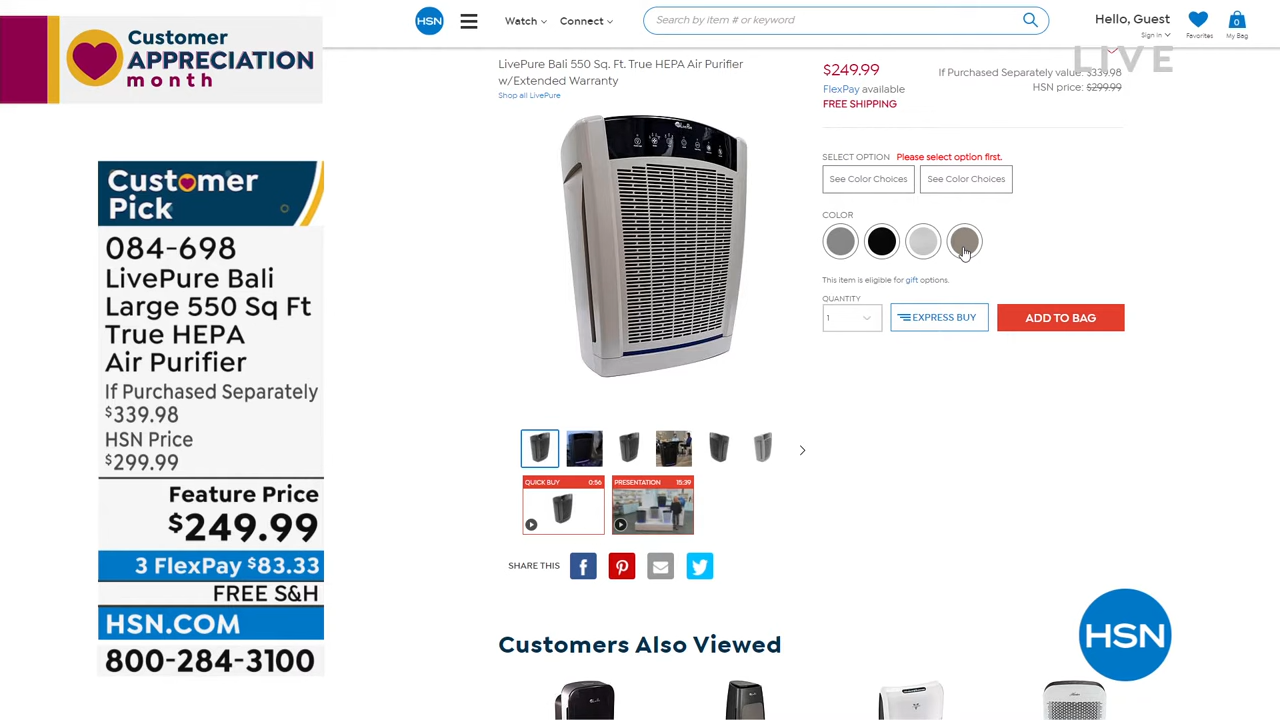 Customer
APPRECIATION
month
Customer
Pick
084-698
LivePure Bali
Large 550 Sq Ft
True HEPA
Air Purifier
If Purchased Separately
$339.98
HSN Price
$299.99
Feature Price
$249.99
3 FlexPay $83.33
FREE S&H
HSN.COM
800-284-3100
HSN
Watch
Connect
Search by item # or keyword
Hello, Guest
Sign in
Favorites
0
My Bag
LIVE
LivePure Bali 550 Sq. Ft. True HEPA Air Purifier
w/Extended Warranty
Shop all LivePure
$249.99
If Purchased Separately value: $339.98
FlexPay available
HSN price: $299.99
FREE SHIPPING
SELECT OPTION Please select option first.
See Color Choices
See Color Choices
COLOR
This item is eligible for gift options.
QUANTITY
1
EXPRESS BUY
ADD TO BAG
QUICK BUY 0:56
PRESENTATION 15:39
SHARE THIS
Customers Also Viewed
HSN